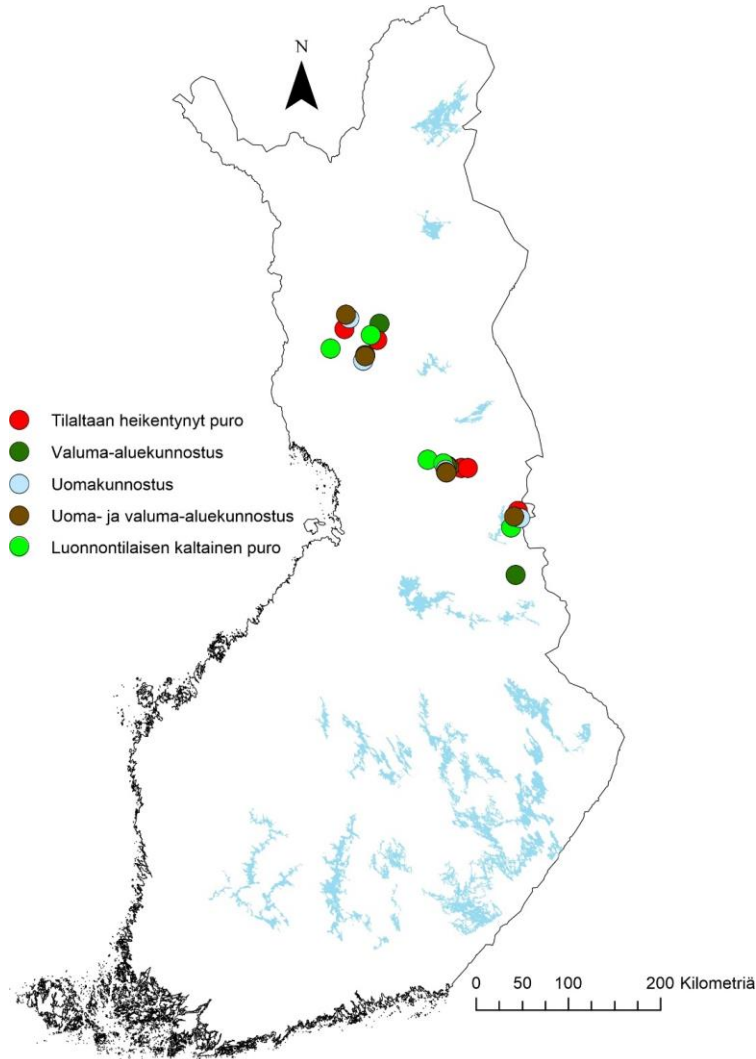 N
Tilaltaan heikentynyt puro
Valuma-aluekunnostus
Uomakunnostus
Uoma- ja valuma-aluekunnostus
Luonnontilaisen kaltainen puro
0 50 100 200 Kilometriä